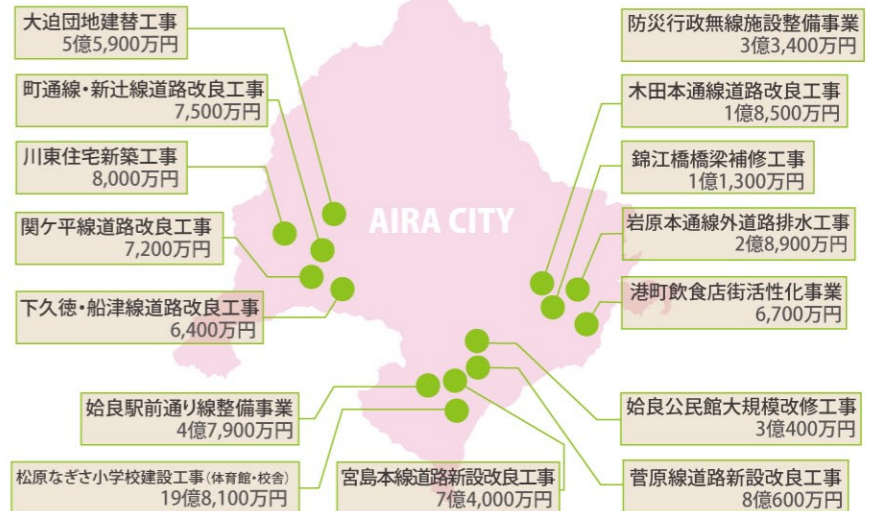 大迫団地建替工事
5億5,900万円
町通線・新辻線道路改良工事
7,500万円
川東住宅新築工事
8,000万円
関ケ平線道路改良工事
7,200万円
下久徳・船津線道路改良工事
6,400万円
姶良駅前通り線整備事業
4億7,900万円
松原なぎさ小学校建設工事(体育館・校舎)
19億8,100万円
AIRA CITY
宮島本線道路新設改良工事
7億4,000万円
防災行政無線施設整備事業
3億3,400万円
木田本通線道路改良工事
1億8,500万円
錦江橋橋梁補修工事
1億1,300万円
岩原本通線外道路排水工事
2億8,900万円
港町飲食店街活性化事業
6,700万円
姶良公民館大規模改修工事
3億400万円
菅原線道路新設改良工事
8億600万円